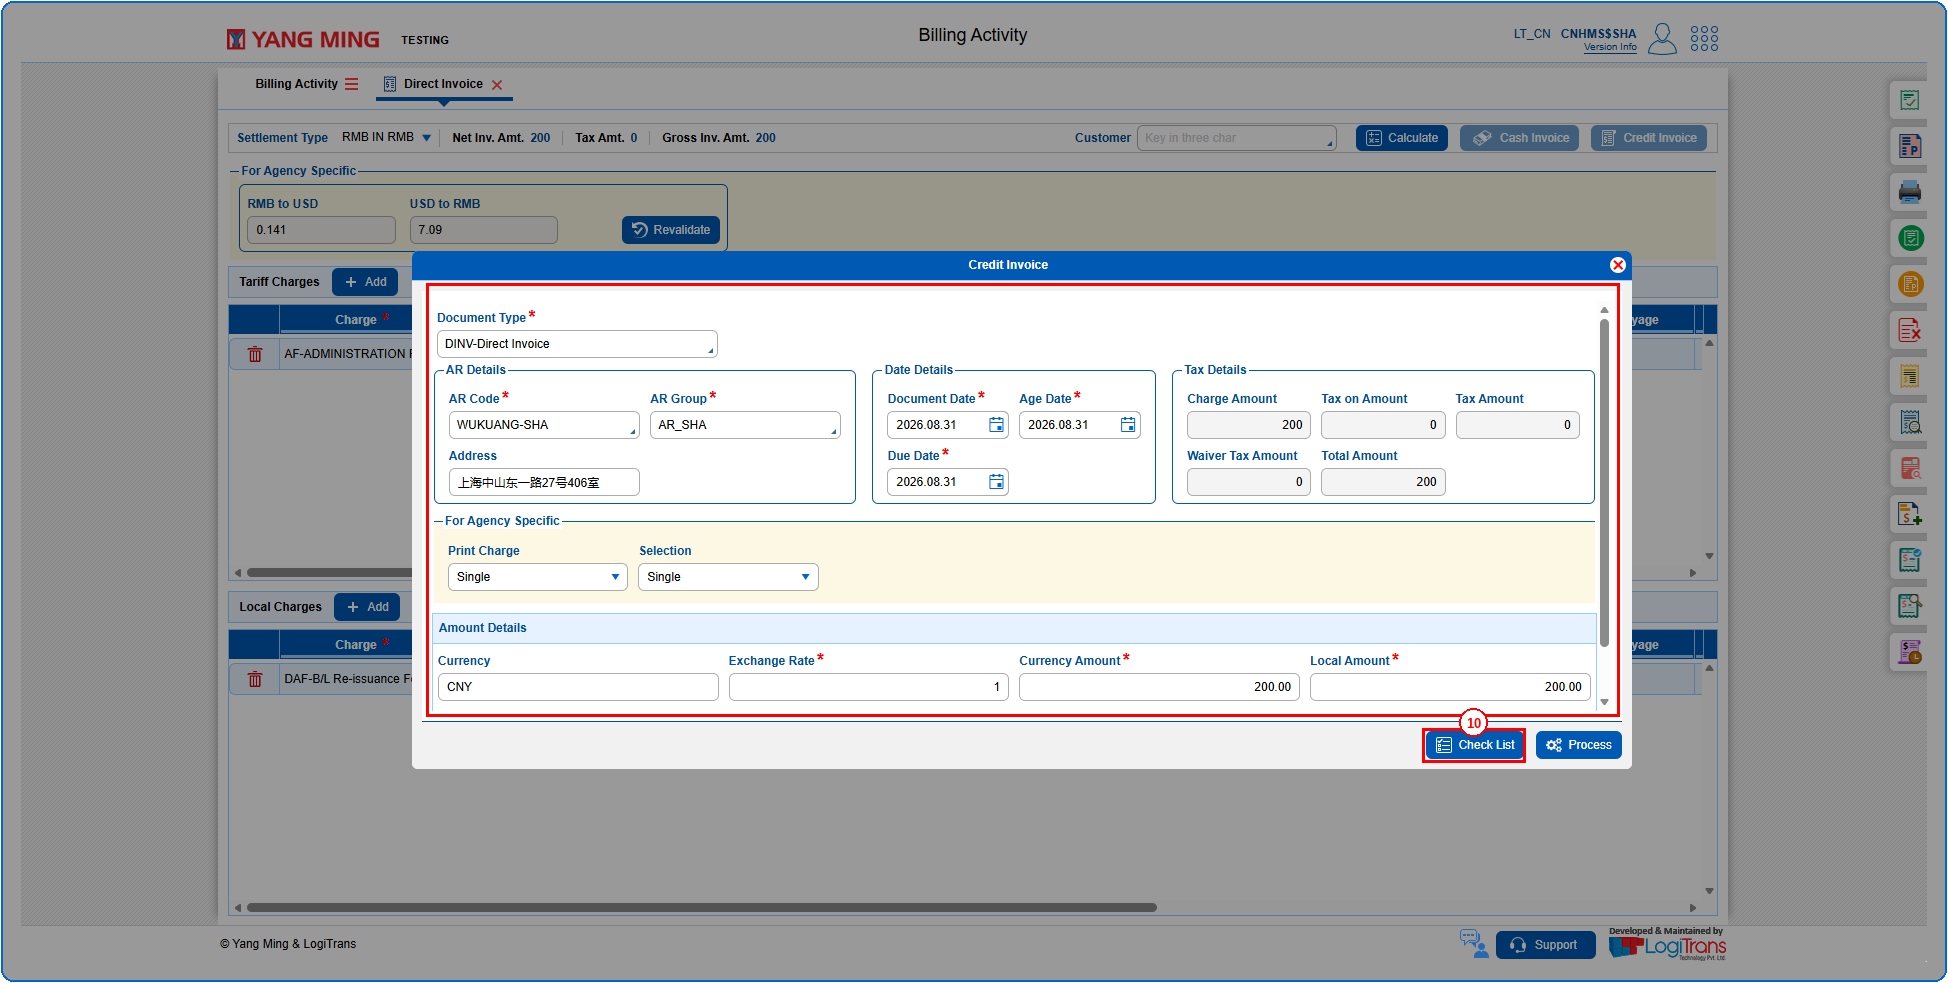 YANG MING TESTING
Billing Activity
LT_CN CNHMS$SHA
Version Info
Billing Activity
Direct Invoice
Settlement Type RMB IN RMB Net Inv. Amt. 200 Tax Amt. 0 Gross Inv. Amt. 200 Customer Key in three char Calculate Cash Invoice Credit Invoice
For Agency Specific
RMB to USD USD to RMB
0.141 7.09 Revalidate
Credit Invoice
Tariff Charges + Add
Charge * yage
AF-ADMINISTRATION
Document Type *
DINV-Direct Invoice
AR Details Date Details Tax Details
AR Code * AR Group * Document Date * Age Date * Charge Amount Tax on Amount Tax Amount
WUKUANG-SHA AR_SHA 2026.08.31 2026.08.31 200 0 0
Address Due Date * Waiver Tax Amount Total Amount
上海中山东一路27号406室 2026.08.31 0 200
For Agency Specific
Print Charge Selection
Single Single
Amount Details
Currency Exchange Rate * Currency Amount * Local Amount *
CNY 1 200.00 200.00
10
Check List Process
Local Charges + Add
Charge * yage
DAF-B/L Re-issuance F
© Yang Ming & LogiTrans
Support
Developed & Maintained by
LogiTrans
Technology Pvt. Ltd.